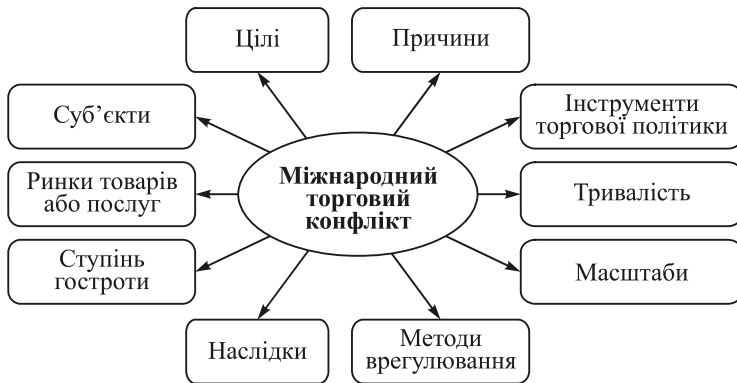 Цілі
Причини
Суб’єкти
Інструменти
торгової політики
Міжнародний
торговий
конфлікт
Ринки товарів
або послуг
Тривалість
Ступінь
гостроти
Масштаби
Наслідки
Методи
врегулювання